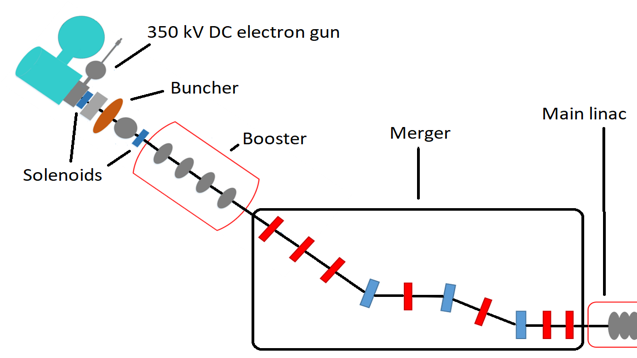 350 kV DC electron gun
Buncher
Booster
Solenoids
Merger
Main linac